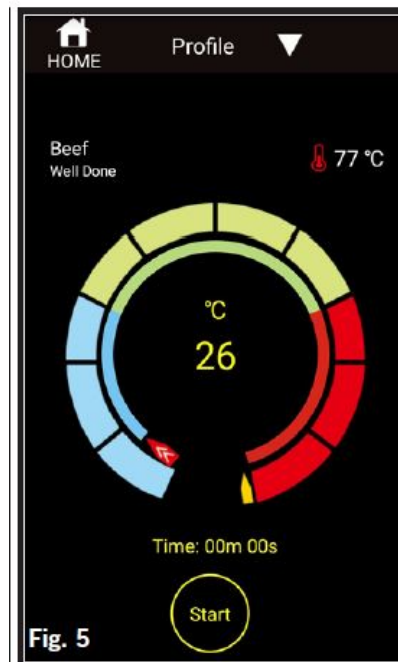 HOME
Profile
Beef
Well Done
77 °C
°C
26
Time: 00m 00s
Start
Fig. 5